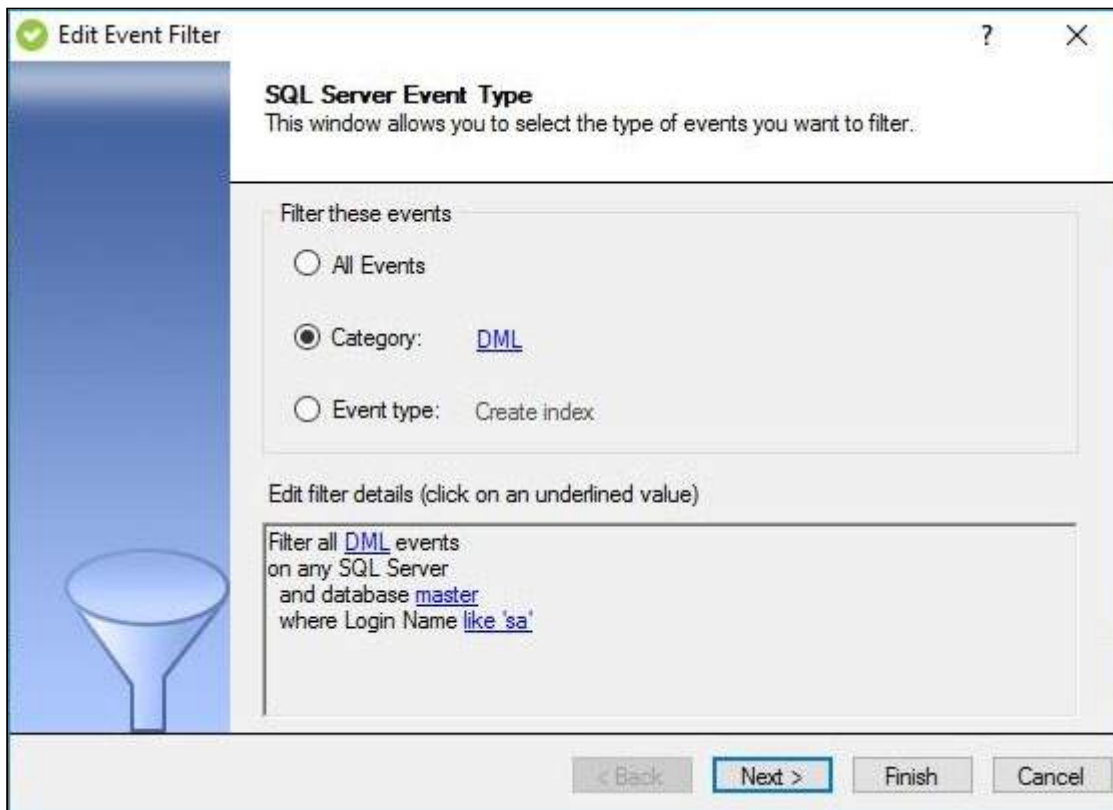 Edit Event Filter
?
SQL Server Event Type
This window allows you to select the type of events you want to filter.
Filter these events
All Events
Category: DML
Event type: Create index
Edit filter details (click on an underlined value)
Filter all DML events
on any SQL Server
and database master
where Login Name like 'sa'
< Back Next > Finish Cancel